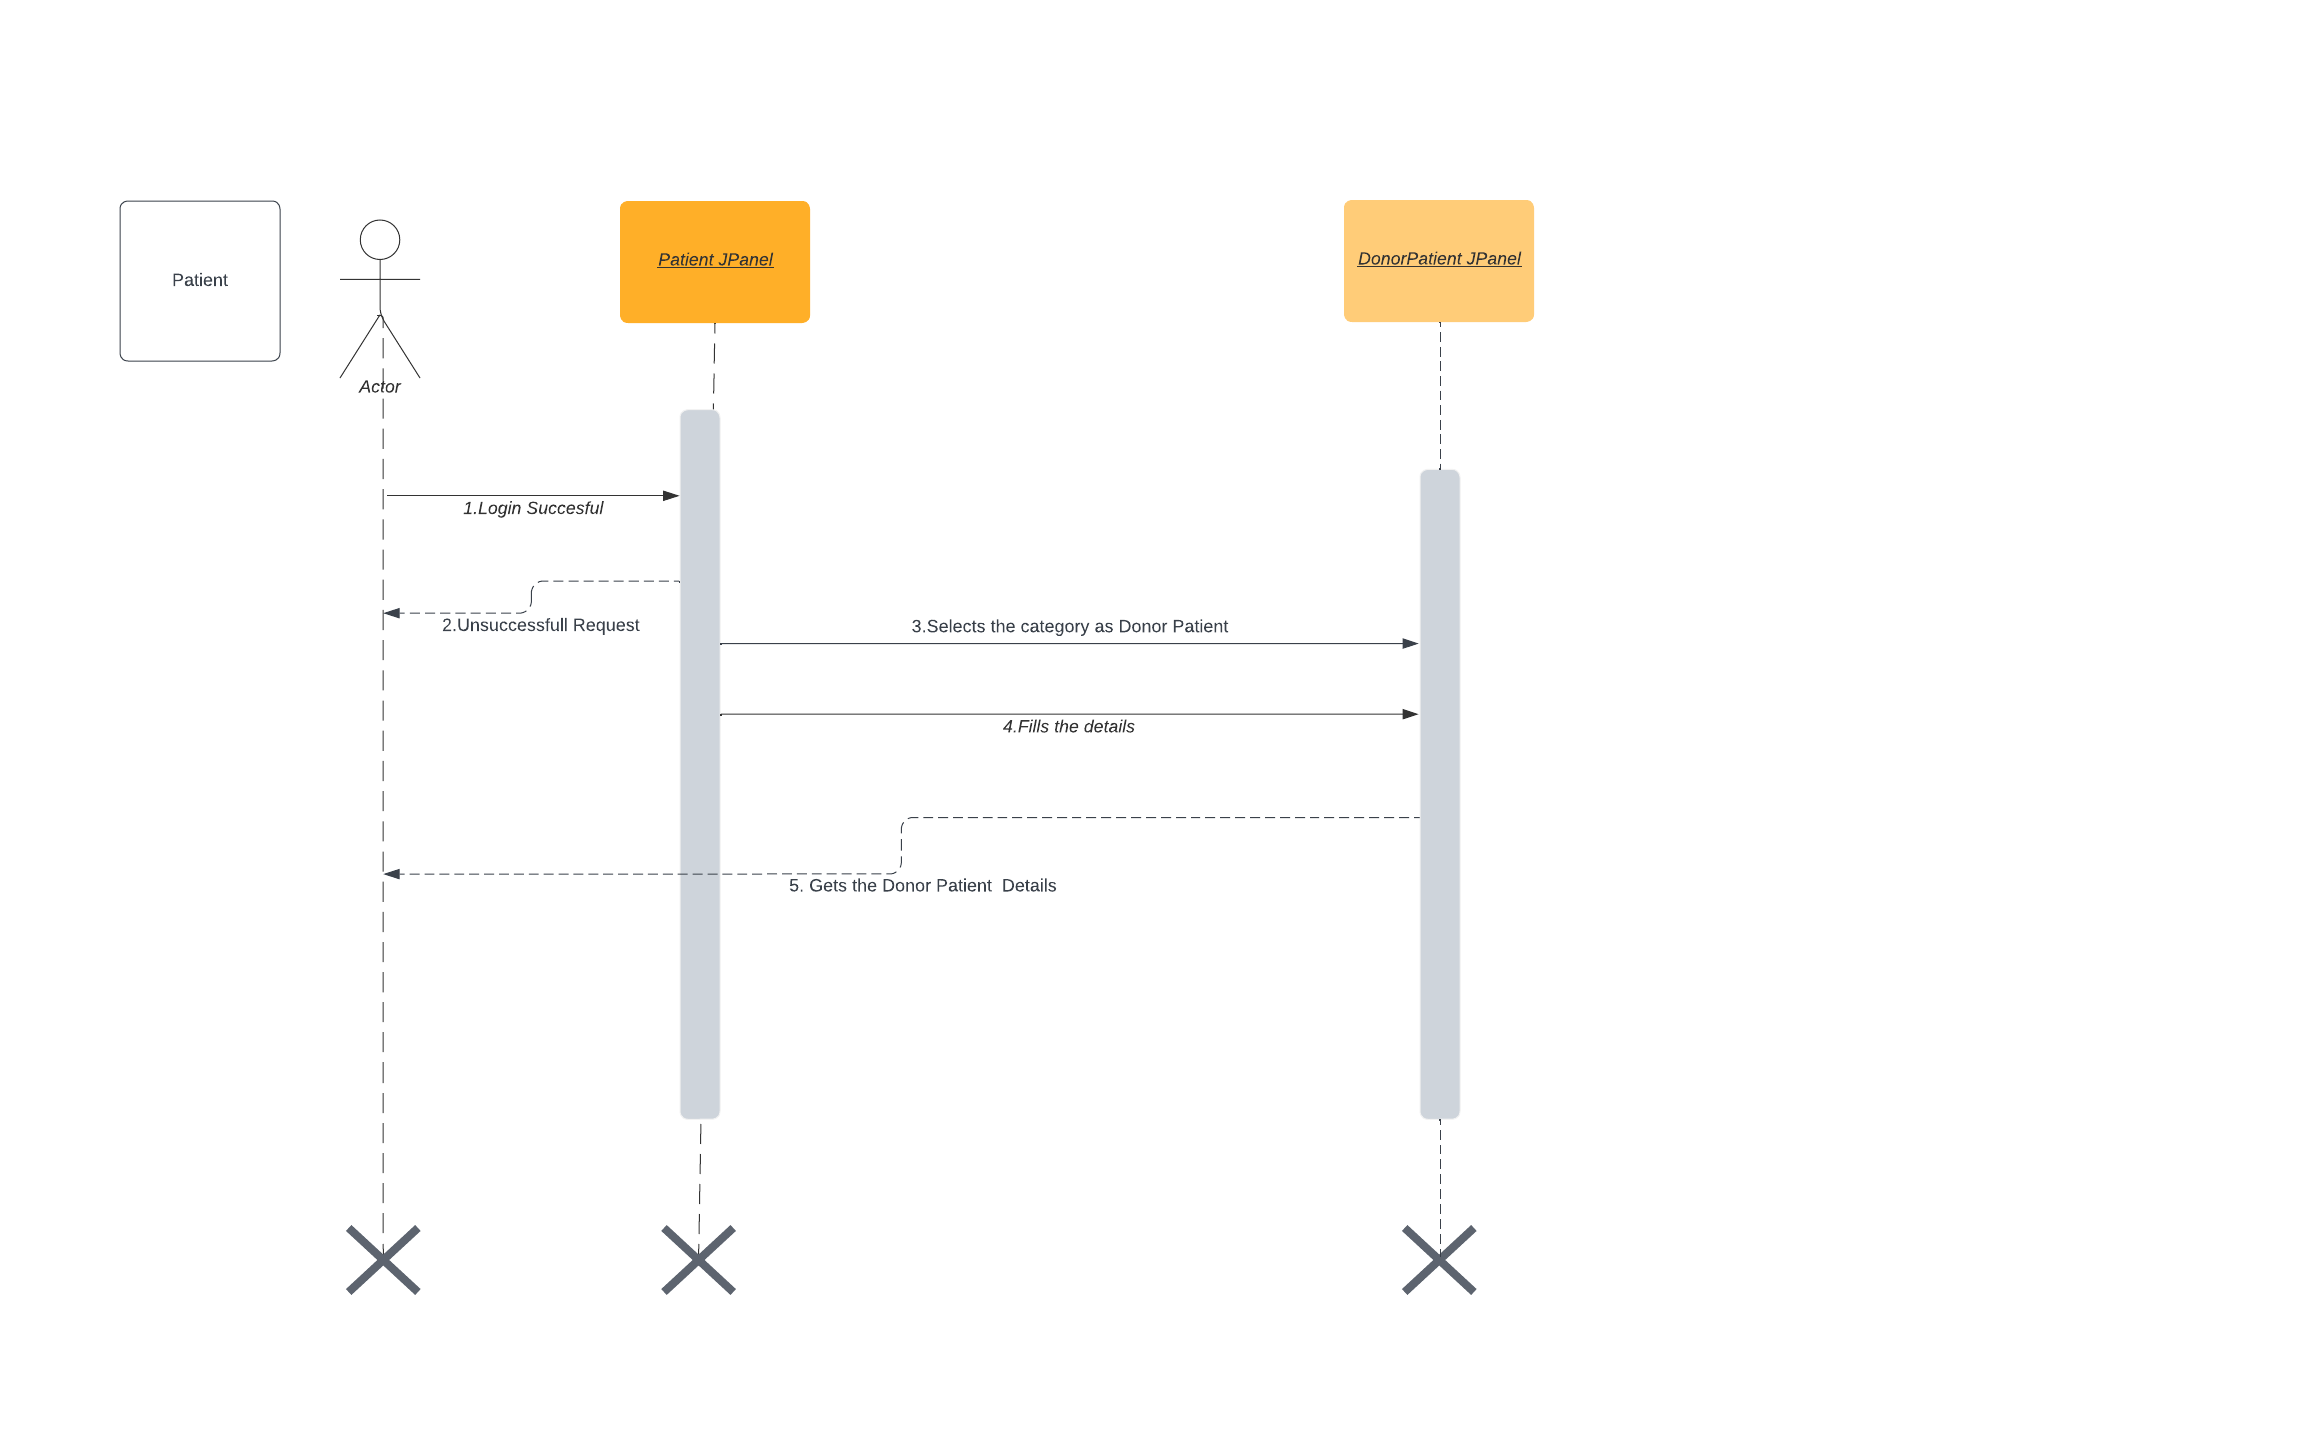 Patient
Actor
Patient JPanel
DonorPatient JPanel
1.Login Succesful
2.Unsuccessfull Request
3.Selects the category as Donor Patient
4.Fills the details
5. Gets the Donor Patient  Details